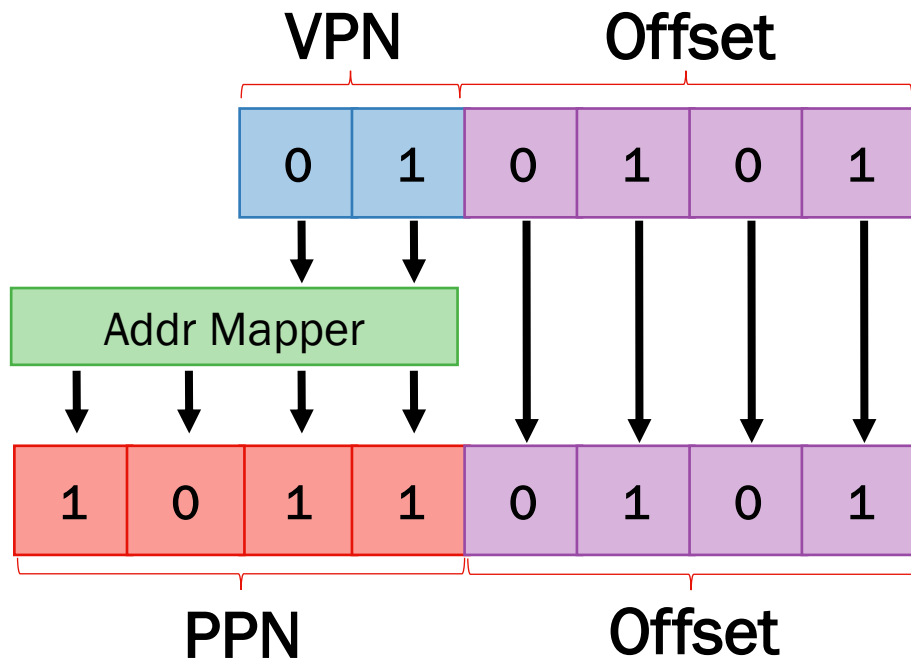 VPN Offset
0 1 0 1 0 1
Addr Mapper
1 0 1 1 0 1 0 1
PPN Offset